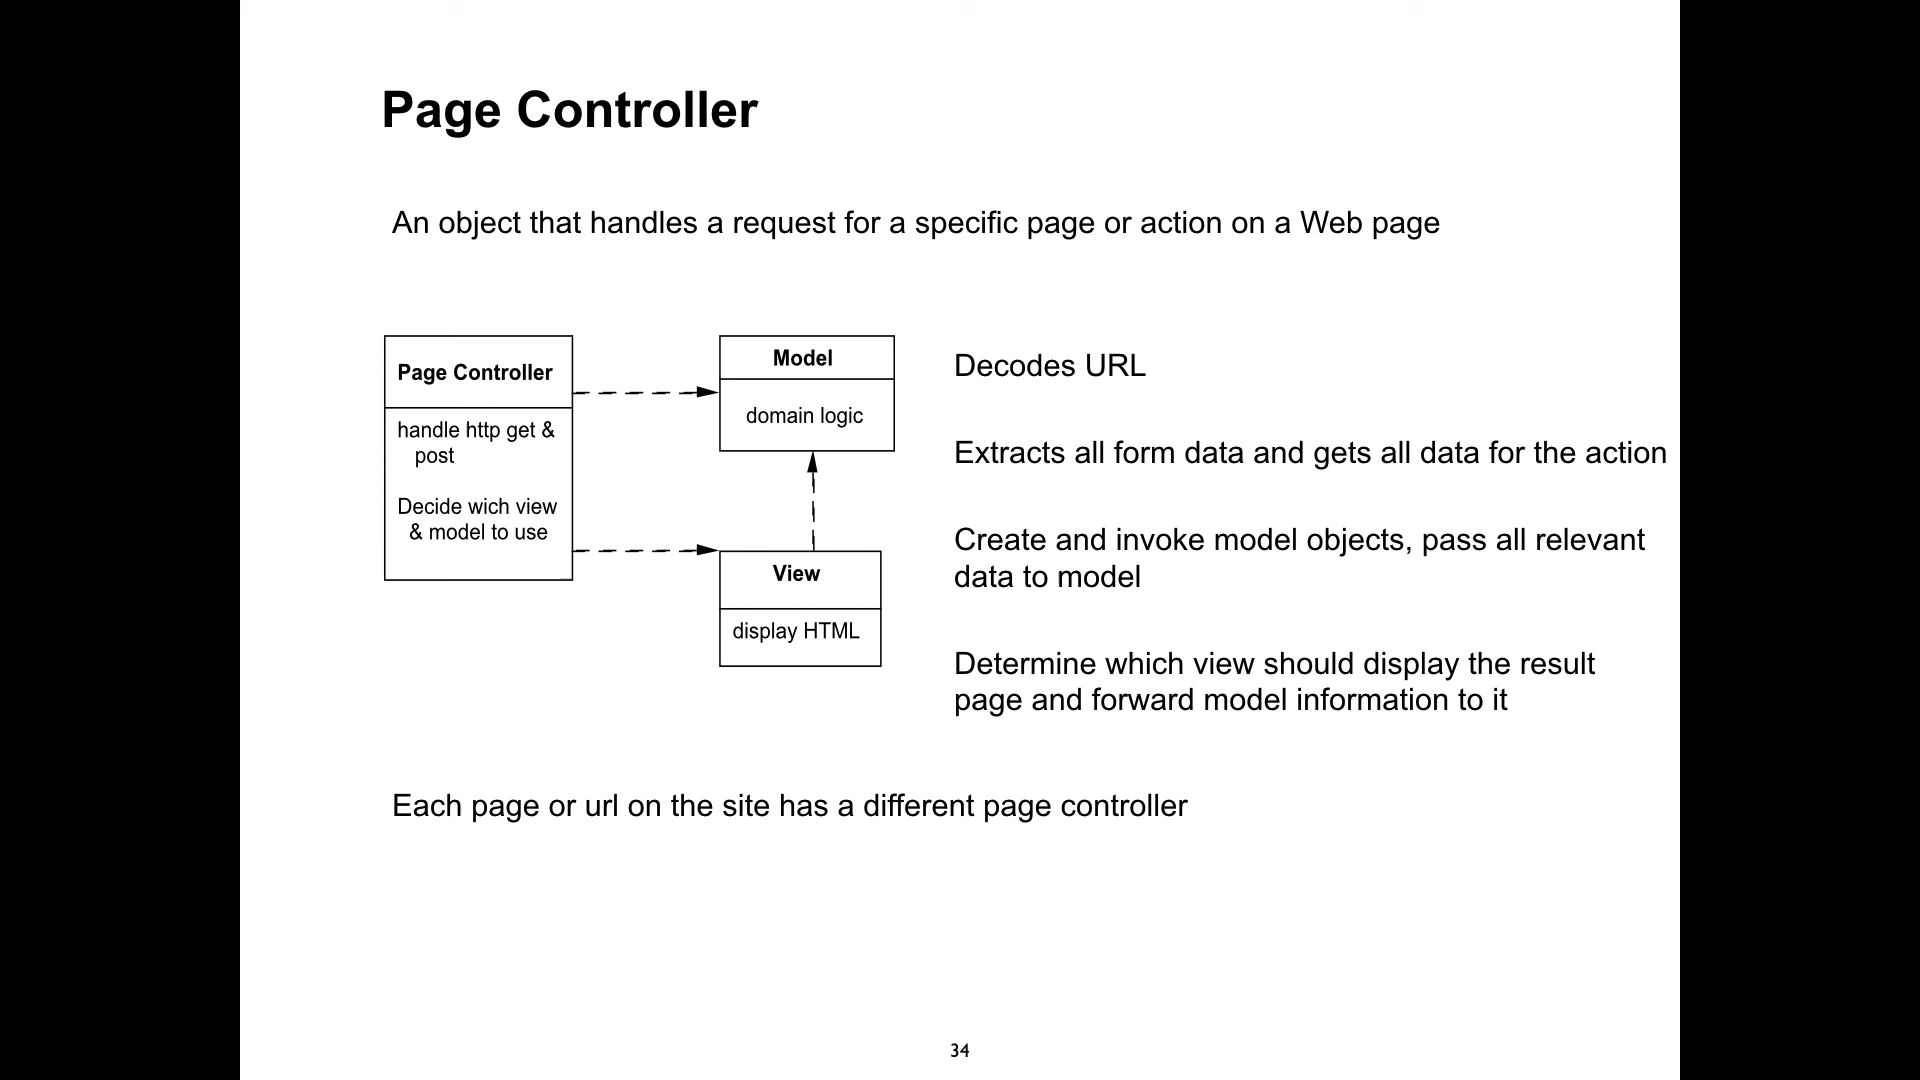 Page Controller
An object that handles a request for a specific page or action on a Web page
Page Controller
handle http get &
post
Decide wich view
& model to use
Model
domain logic
View
display HTML
Decodes URL
Extracts all form data and gets all data for the action
Create and invoke model objects, pass all relevant
data to model
Determine which view should display the result
page and forward model information to it
Each page or url on the site has a different page controller
34